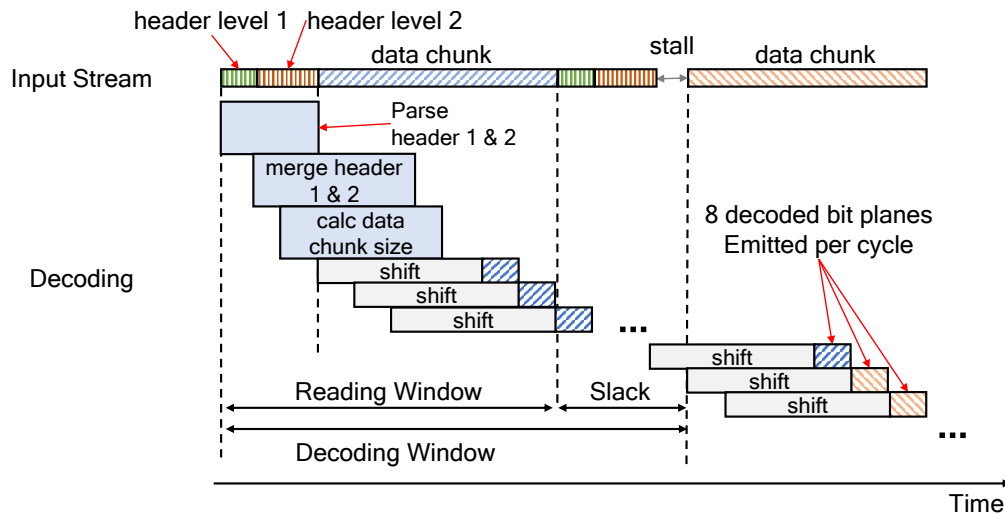 header level 1
header level 2
data chunk
stall
data chunk
Input Stream
Parse
header 1 & 2
merge header
1 & 2
calc data
chunk size
8 decoded bit planes
Emitted per cycle
Decoding
shift
shift
shift
...
shift
shift
shift
...
Reading Window
Slack
Decoding Window
Time